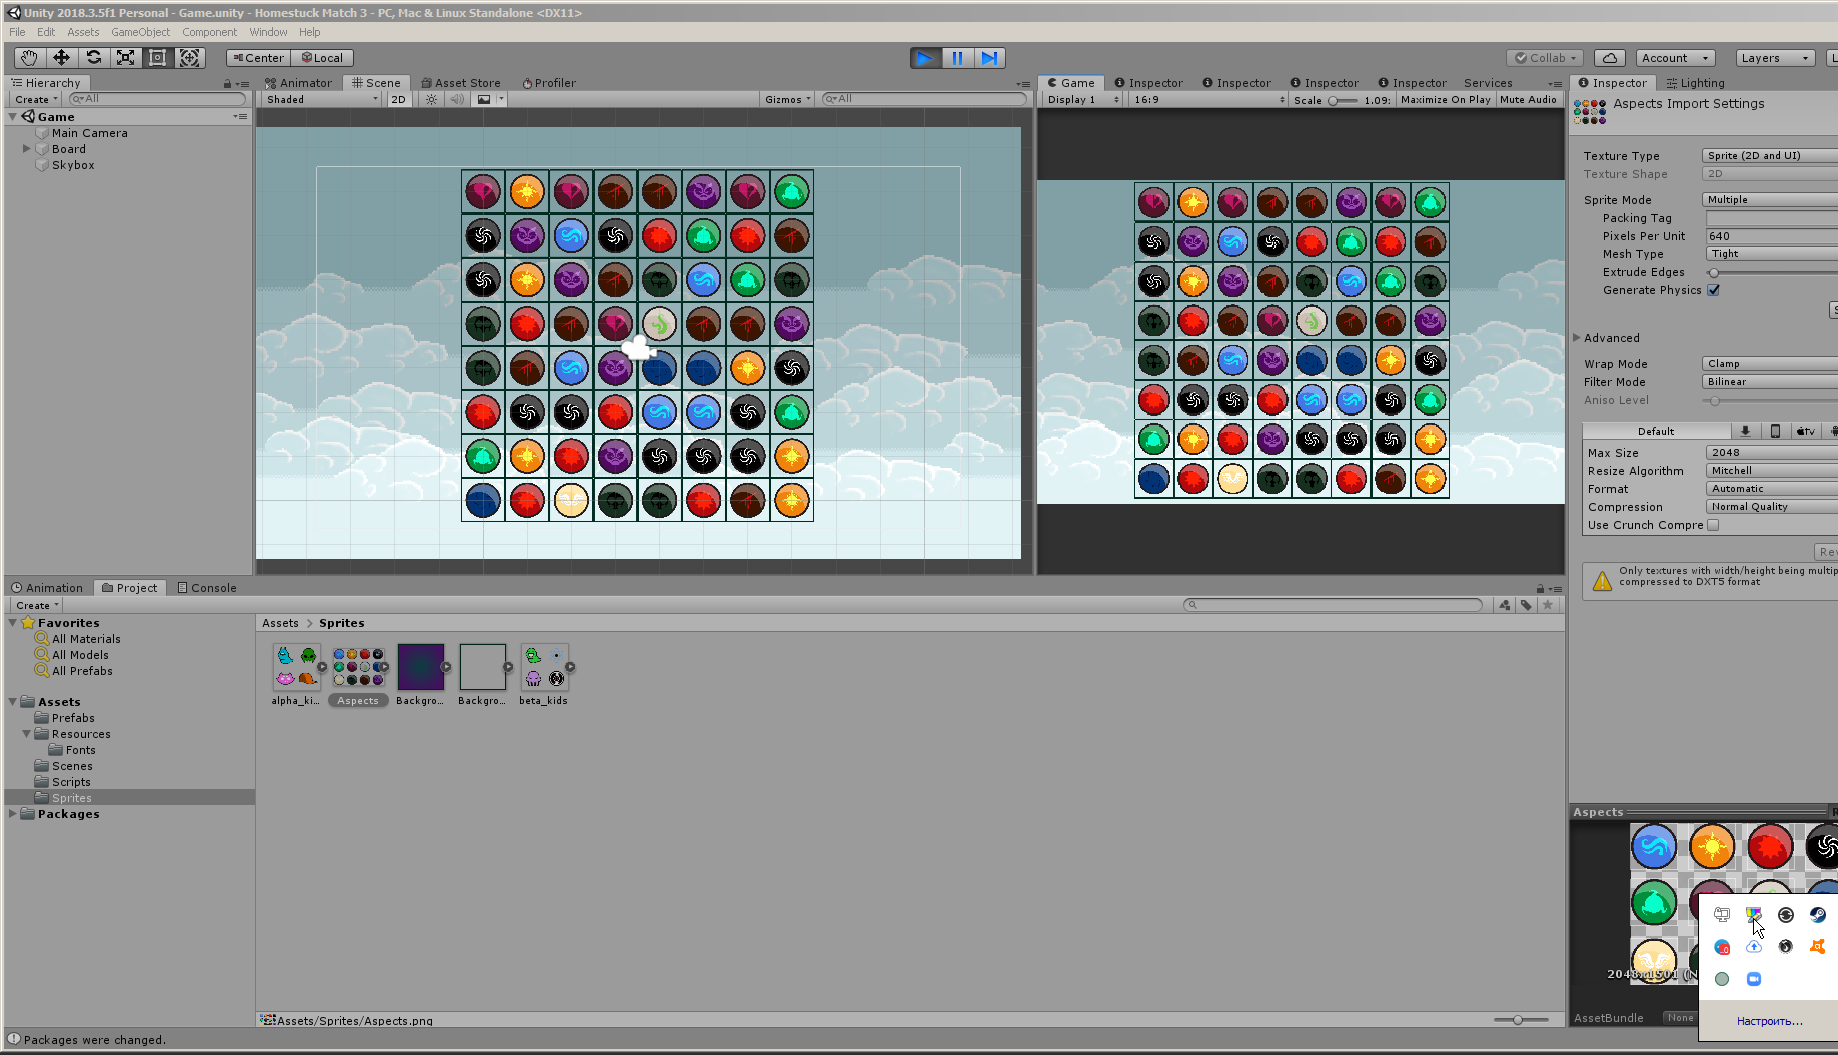 Unity 2018.3.5f1 Personal - Game.unity - Homestuck Match 3 - PC, Mac & Linux Standalone <DX11>
File Edit Assets GameObject Component Window Help
Center Local Collab Account Layers L
Hierarchy
Create All
Game
Main Camera
Board
Skybox
Animator Scene Asset Store Profiler
Shaded 2D Gizmos All
Game Inspector Inspector Inspector Inspector Services
Display 1 16:9 Scale 1.09: Maximize On Play Mute Audio
Inspector Lighting
Aspects Import Settings
Texture Type Sprite (2D and UI)
Texture Shape 2D
Sprite Mode Multiple
Packing Tag
Pixels Per Unit 640
Mesh Type Tight
Extrude Edges
Generate Physics
S
Advanced
Wrap Mode Clamp
Filter Mode Bilinear
Aniso Level
Default tv
Max Size 2048
Resize Algorithm Mitchell
Format Automatic
Compression Normal Quality
Use Crunch Compre
Rev
Only textures with width/height being multip
compressed to DXT5 format
Animation Project Console
Create
Favorites
All Materials
All Models
All Prefabs
Assets
Prefabs
Resources
Fonts
Scenes
Scripts
Sprites
Packages
Assets > Sprites
alpha_ki... Aspects Backgro... Backgro... beta_kids
Assets/Sprites/Aspects.png
Aspects
2048x1501 (N
AssetBundle None
Настроить...
Packages were changed.